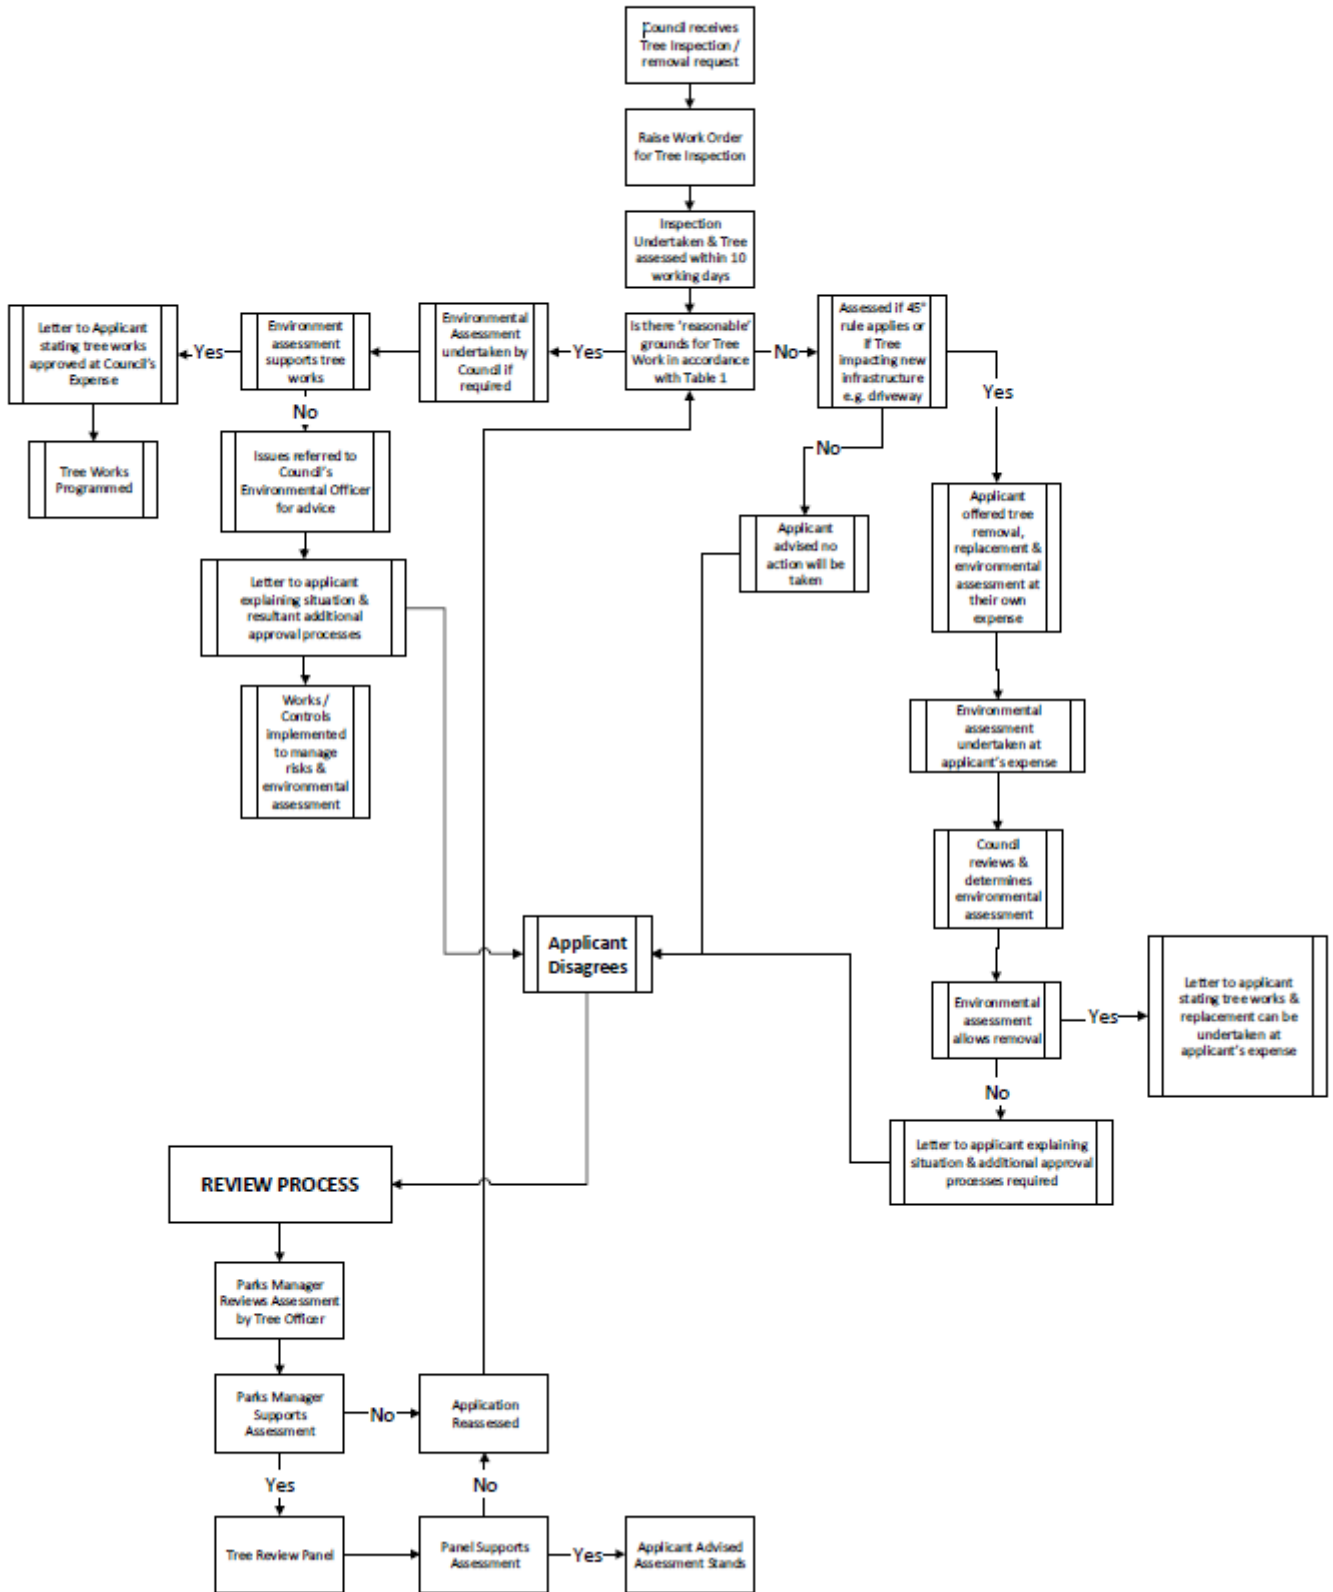 Council receives
Tree Inspection /
removal request
Raise Work Order
for Tree Inspection
Inspection
Undertaken & Tree
assessed within 10
working days
Is there 'reasonable'
grounds for Tree
Work in accordance
with Table 1
Yes
Environmental
Assessment
undertaken by
Council if
required
Environment
assessment
supports tree
works
Yes
Letter to Applicant
stating tree works
approved at Council's
Expense
Tree Works
Programmed
No
Issues referred to
Council's
Environmental Officer
for advice
Letter to applicant
explaining situation &
resultant additional
approval processes
Works /
Controls
implemented
to manage
risks &
environmental
assessment
No
Assessed if 45°
rule applies or
If Tree
impacting new
infrastructure
e.g. driveway
No
Applicant
advised no
action will be
taken
Yes
Applicant
offered tree
removal,
replacement &
environmental
assessment at
their own
expense
Environmental
assessment
undertaken at
applicant's expense
Council
reviews &
determines
environmental
assessment
Environmental
assessment
allows removal
Yes
Letter to applicant
stating tree works &
replacement can be
undertaken at
applicant's expense
No
Letter to applicant explaining
situation & additional approval
processes required
Applicant
Disagrees
REVIEW PROCESS
Parks Manager
Reviews Assessment
by Tree Officer
Parks Manager
Supports
Assessment
No
Application
Reassessed
Yes
Tree Review Panel
No
Panel Supports
Assessment
Yes
Applicant Advised
Assessment Stands